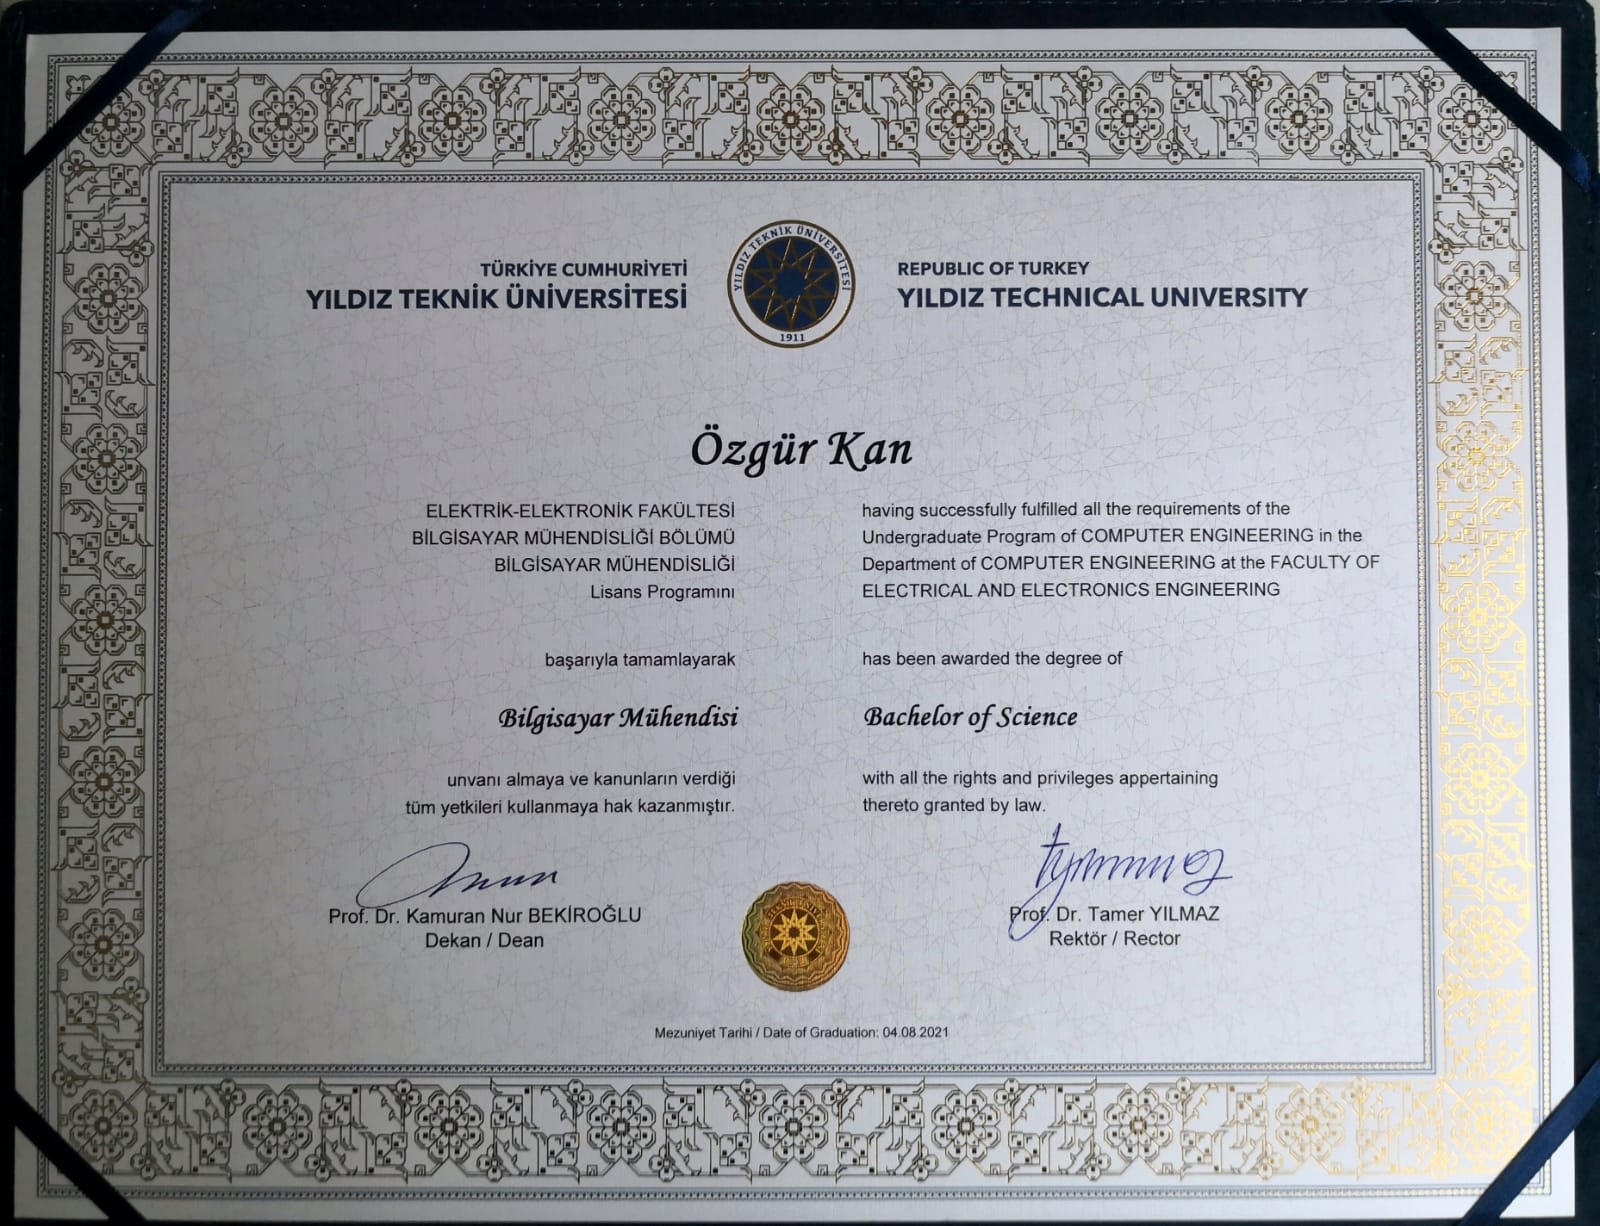 TÜRKİYE CUMHURİYETİ
YILDIZ TEKNİK ÜNİVERSİTESİ
YILDIZ TEKNİK ÜNİVERSİTESİ
1911
REPUBLIC OF TURKEY
YILDIZ TECHNICAL UNIVERSITY
Özgür Kan
ELEKTRİK-ELEKTRONİK FAKÜLTESİ
BİLGİSAYAR MÜHENDİSLİĞİ BÖLÜMÜ
BİLGİSAYAR MÜHENDİSLİĞİ
Lisans Programını
başarıyla tamamlayarak
Bilgisayar Mühendisi
unvanı almaya ve kanunların verdiği
tüm yetkileri kullanmaya hak kazanmıştır.
having successfully fulfilled all the requirements of the
Undergraduate Program of COMPUTER ENGINEERING in the
Department of COMPUTER ENGINEERING at the FACULTY OF
ELECTRICAL AND ELECTRONICS ENGINEERING
has been awarded the degree of
Bachelor of Science
with all the rights and privileges appertaining
thereto granted by law.
Prof. Dr. Kamuran Nur BEKİROĞLU
Dekan / Dean
Prof. Dr. Tamer YILMAZ
Rektör / Rector
Mezuniyet Tarihi / Date of Graduation: 04.08.2021